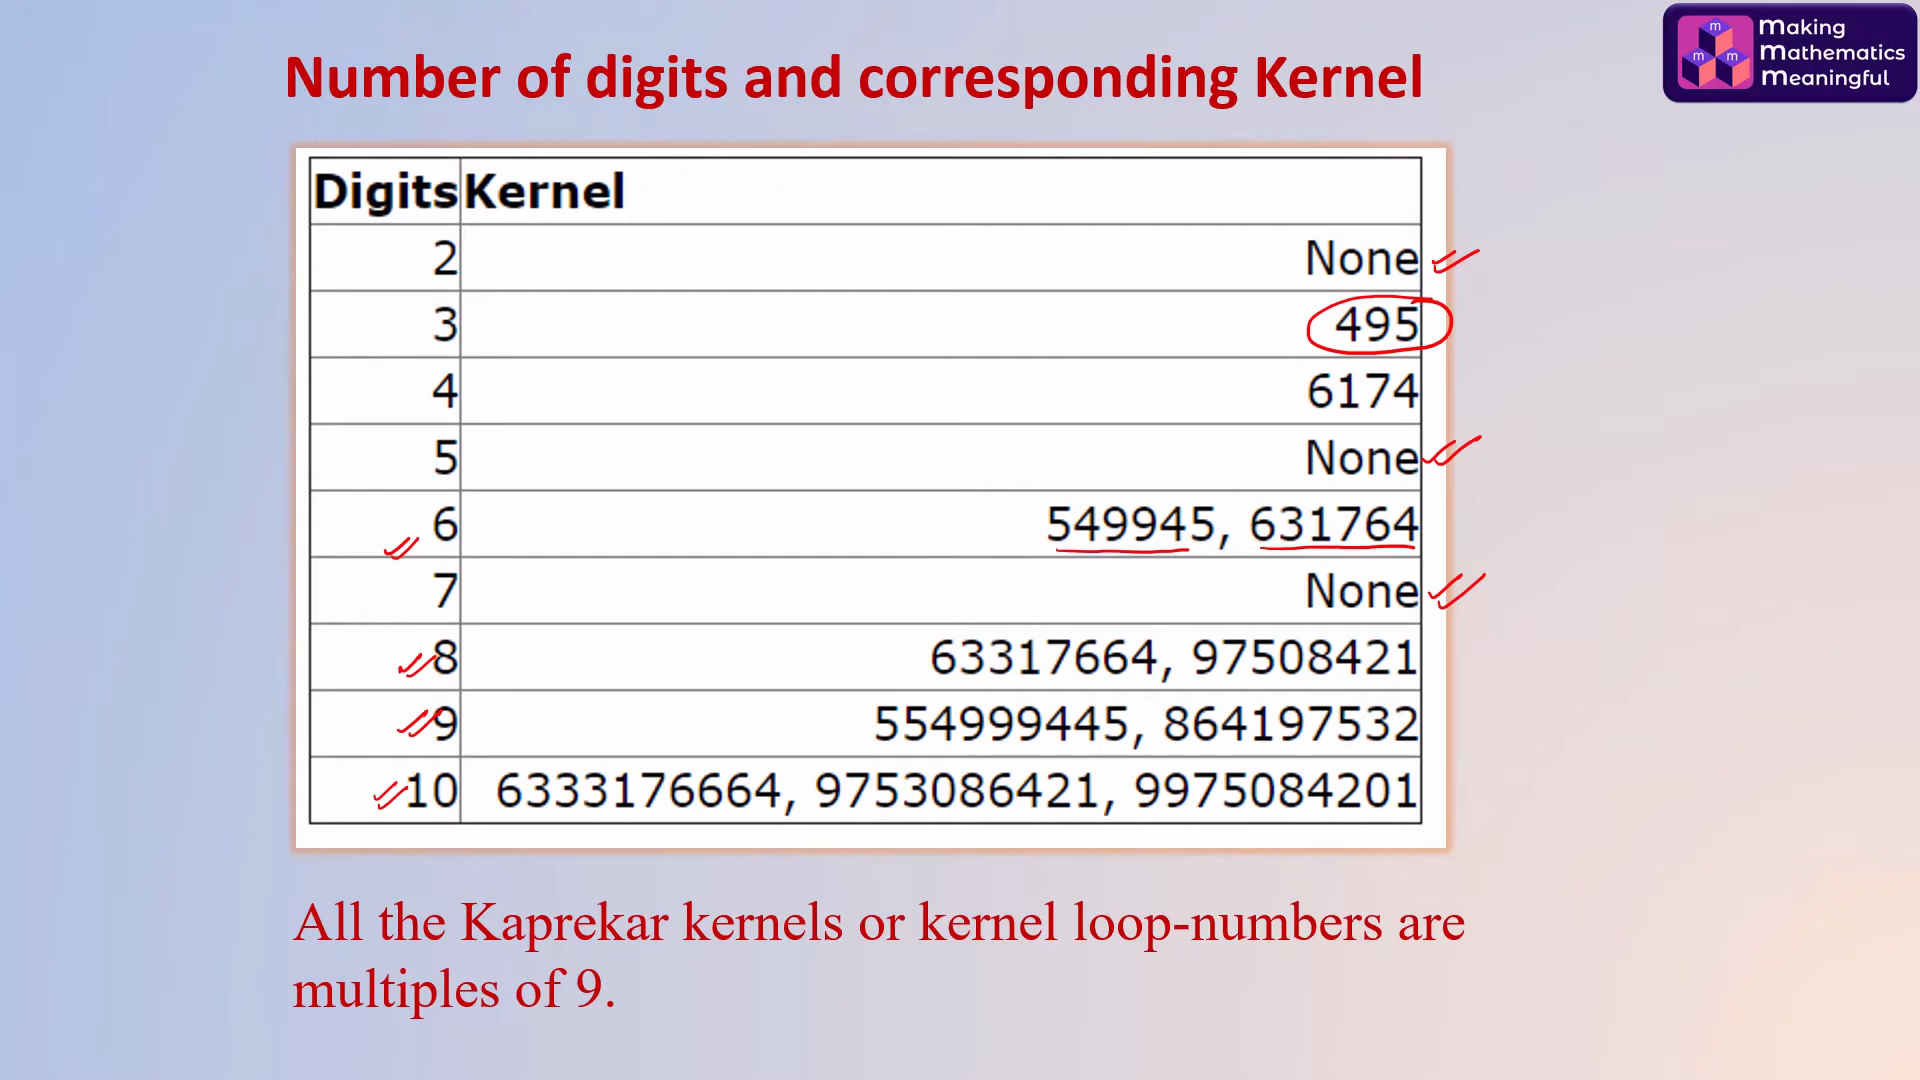 making
mathematics
meaningful
m
m m
Number of digits and corresponding Kernel
Digits Kernel
2 None
3 495
4 6174
5 None
6 549945, 631764
7 None
8 63317664, 97508421
9 554999445, 864197532
10 6333176664, 9753086421, 9975084201
All the Kaprekar kernels or kernel loop-numbers are
multiples of 9.